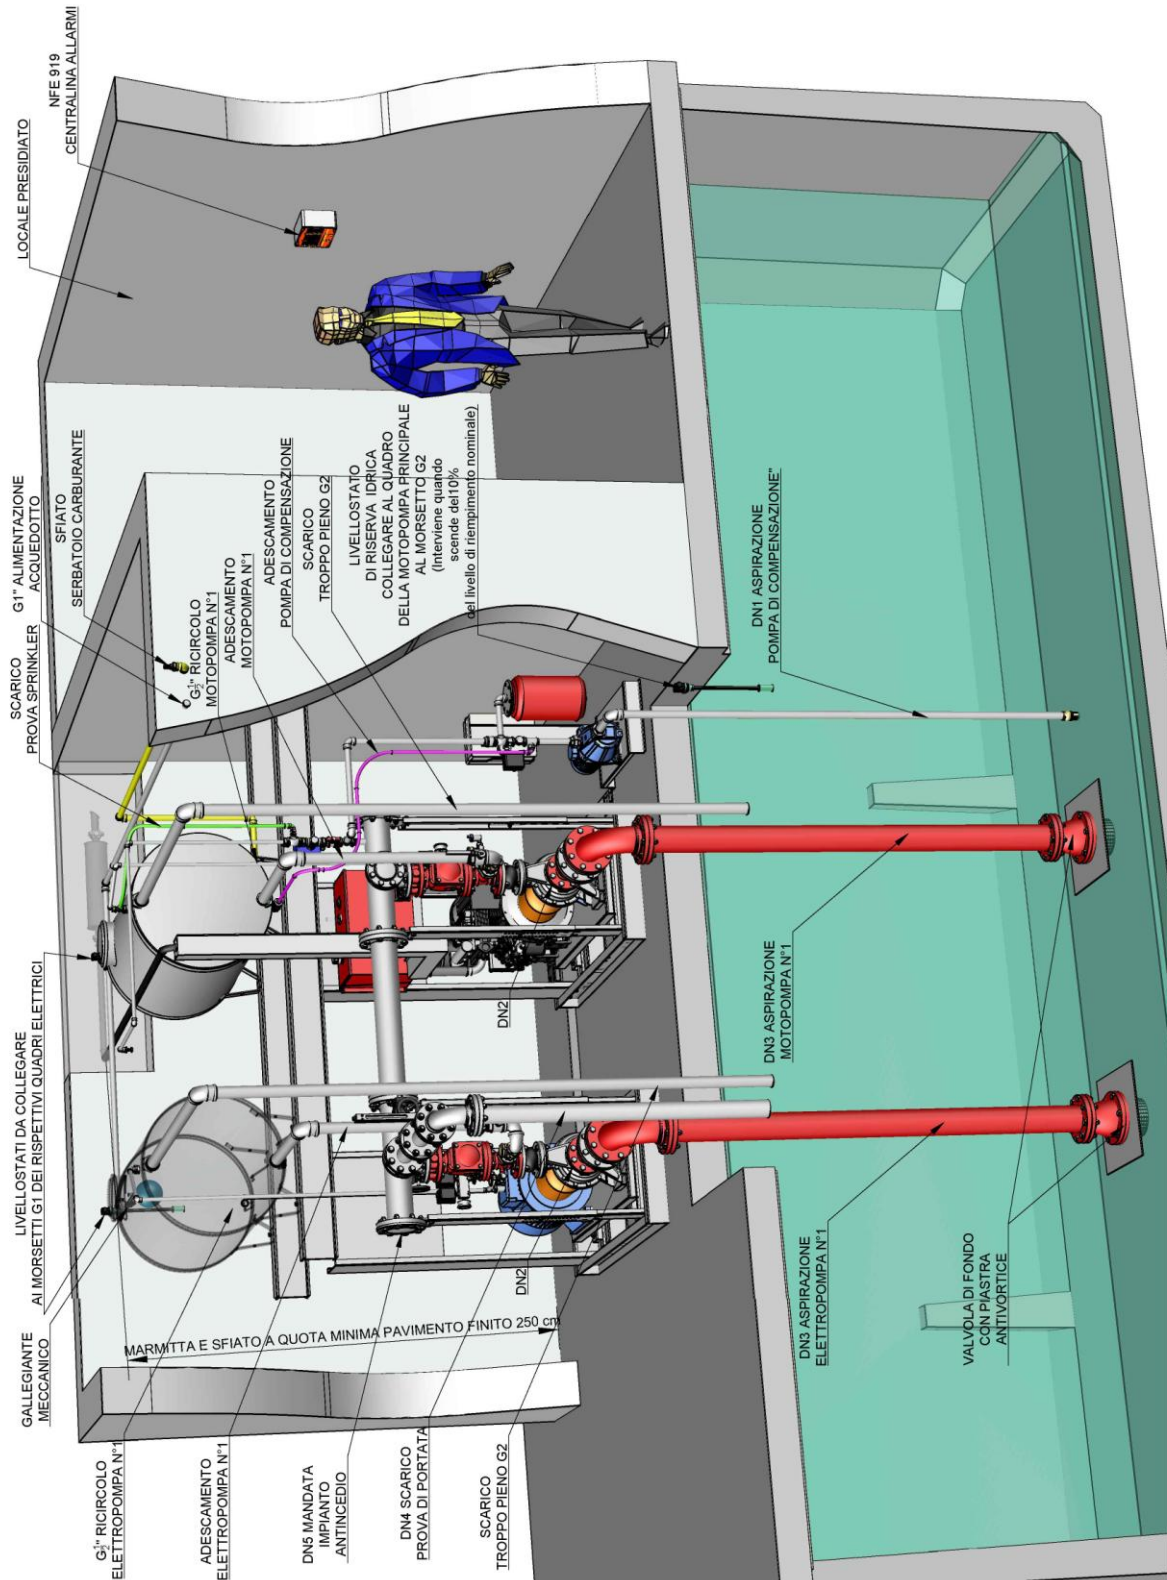 LOCALE PRESIDIATO
NFE 919
CENTRALINA ALLARMI
G1" ALIMENTAZIONE
ACQUEDOTTO
SFIATO
SERBATOIO CARBURANTE
SCARICO
PROVA SPRINKLER
G½" RICIRCOLO
MOTOPOMPA N°1
ADESCAMENTO
MOTOPOMPA N°1
ADESCAMENTO
POMPA DI COMPENSAZIONE
SCARICO
TROPPO PIENO G2
LIVELLOSTATO
DI RISERVA IDRICA
COLLEGARE AL QUADRO
DELLA MOTOPOMPA PRINCIPALE
AL MORSETTO G2
(Interviene quando
scende del10%
del livello di riempimento nominale)
DN1 ASPIRAZIONE
POMPA DI COMPENSAZIONE"
LIVELLOSTATI DA COLLEGARE
AI MORSETTI G1 DEI RISPETTIVI QUADRI ELETTRICI
GALLEGIANTE
MECCANICO
MARMITTA E SFIATO A QUOTA MINIMA PAVIMENTO FINITO 250 cm
DN2
DN2
DN3 ASPIRAZIONE
MOTOPOMPA N°1
DN3 ASPIRAZIONE
ELETTROPOMPA N°1
VALVOLA DI FONDO
CON PIASTRA
ANTIVORTICE
G½" RICIRCOLO
ELETTROPOMPA N°1
ADESCAMENTO
ELETTROPOMPA N°1
DN5 MANDATA
IMPIANTO
ANTINCEDIO
DN4 SCARICO
PROVA DI PORTATA
SCARICO
TROPPO PIENO G2